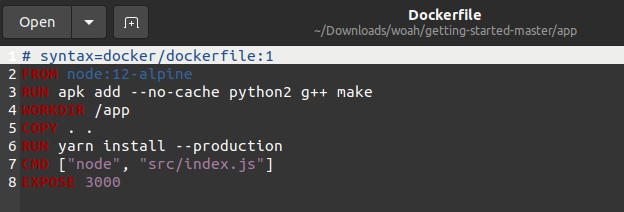 Open
Dockerfile
~/Downloads/woah/getting-started-master/app
1 # syntax=docker/dockerfile:1
2 FROM node:12-alpine
3 RUN apk add --no-cache python2 g++ make
4 WORKDIR /app
5 COPY . .
6 RUN yarn install --production
7 CMD ["node", "src/index.js"]
8 EXPOSE 3000